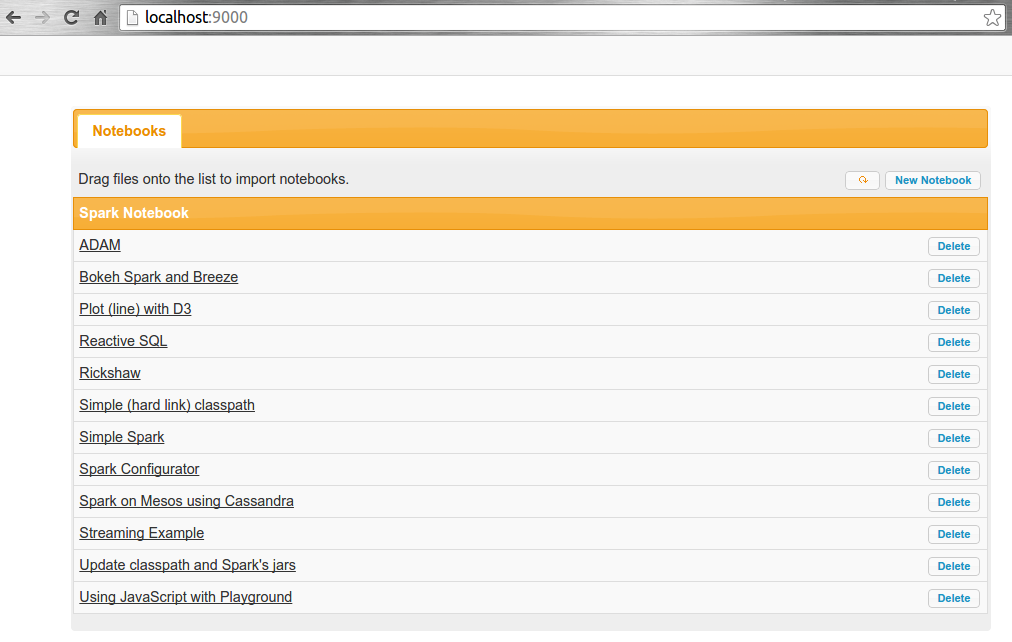 localhost:9000
Notebooks
Drag files onto the list to import notebooks.
New Notebook
Spark Notebook
ADAM Delete
Bokeh Spark and Breeze Delete
Plot (line) with D3 Delete
Reactive SQL Delete
Rickshaw Delete
Simple (hard link) classpath Delete
Simple Spark Delete
Spark Configurator Delete
Spark on Mesos using Cassandra Delete
Streaming Example Delete
Update classpath and Spark's jars Delete
Using JavaScript with Playground Delete